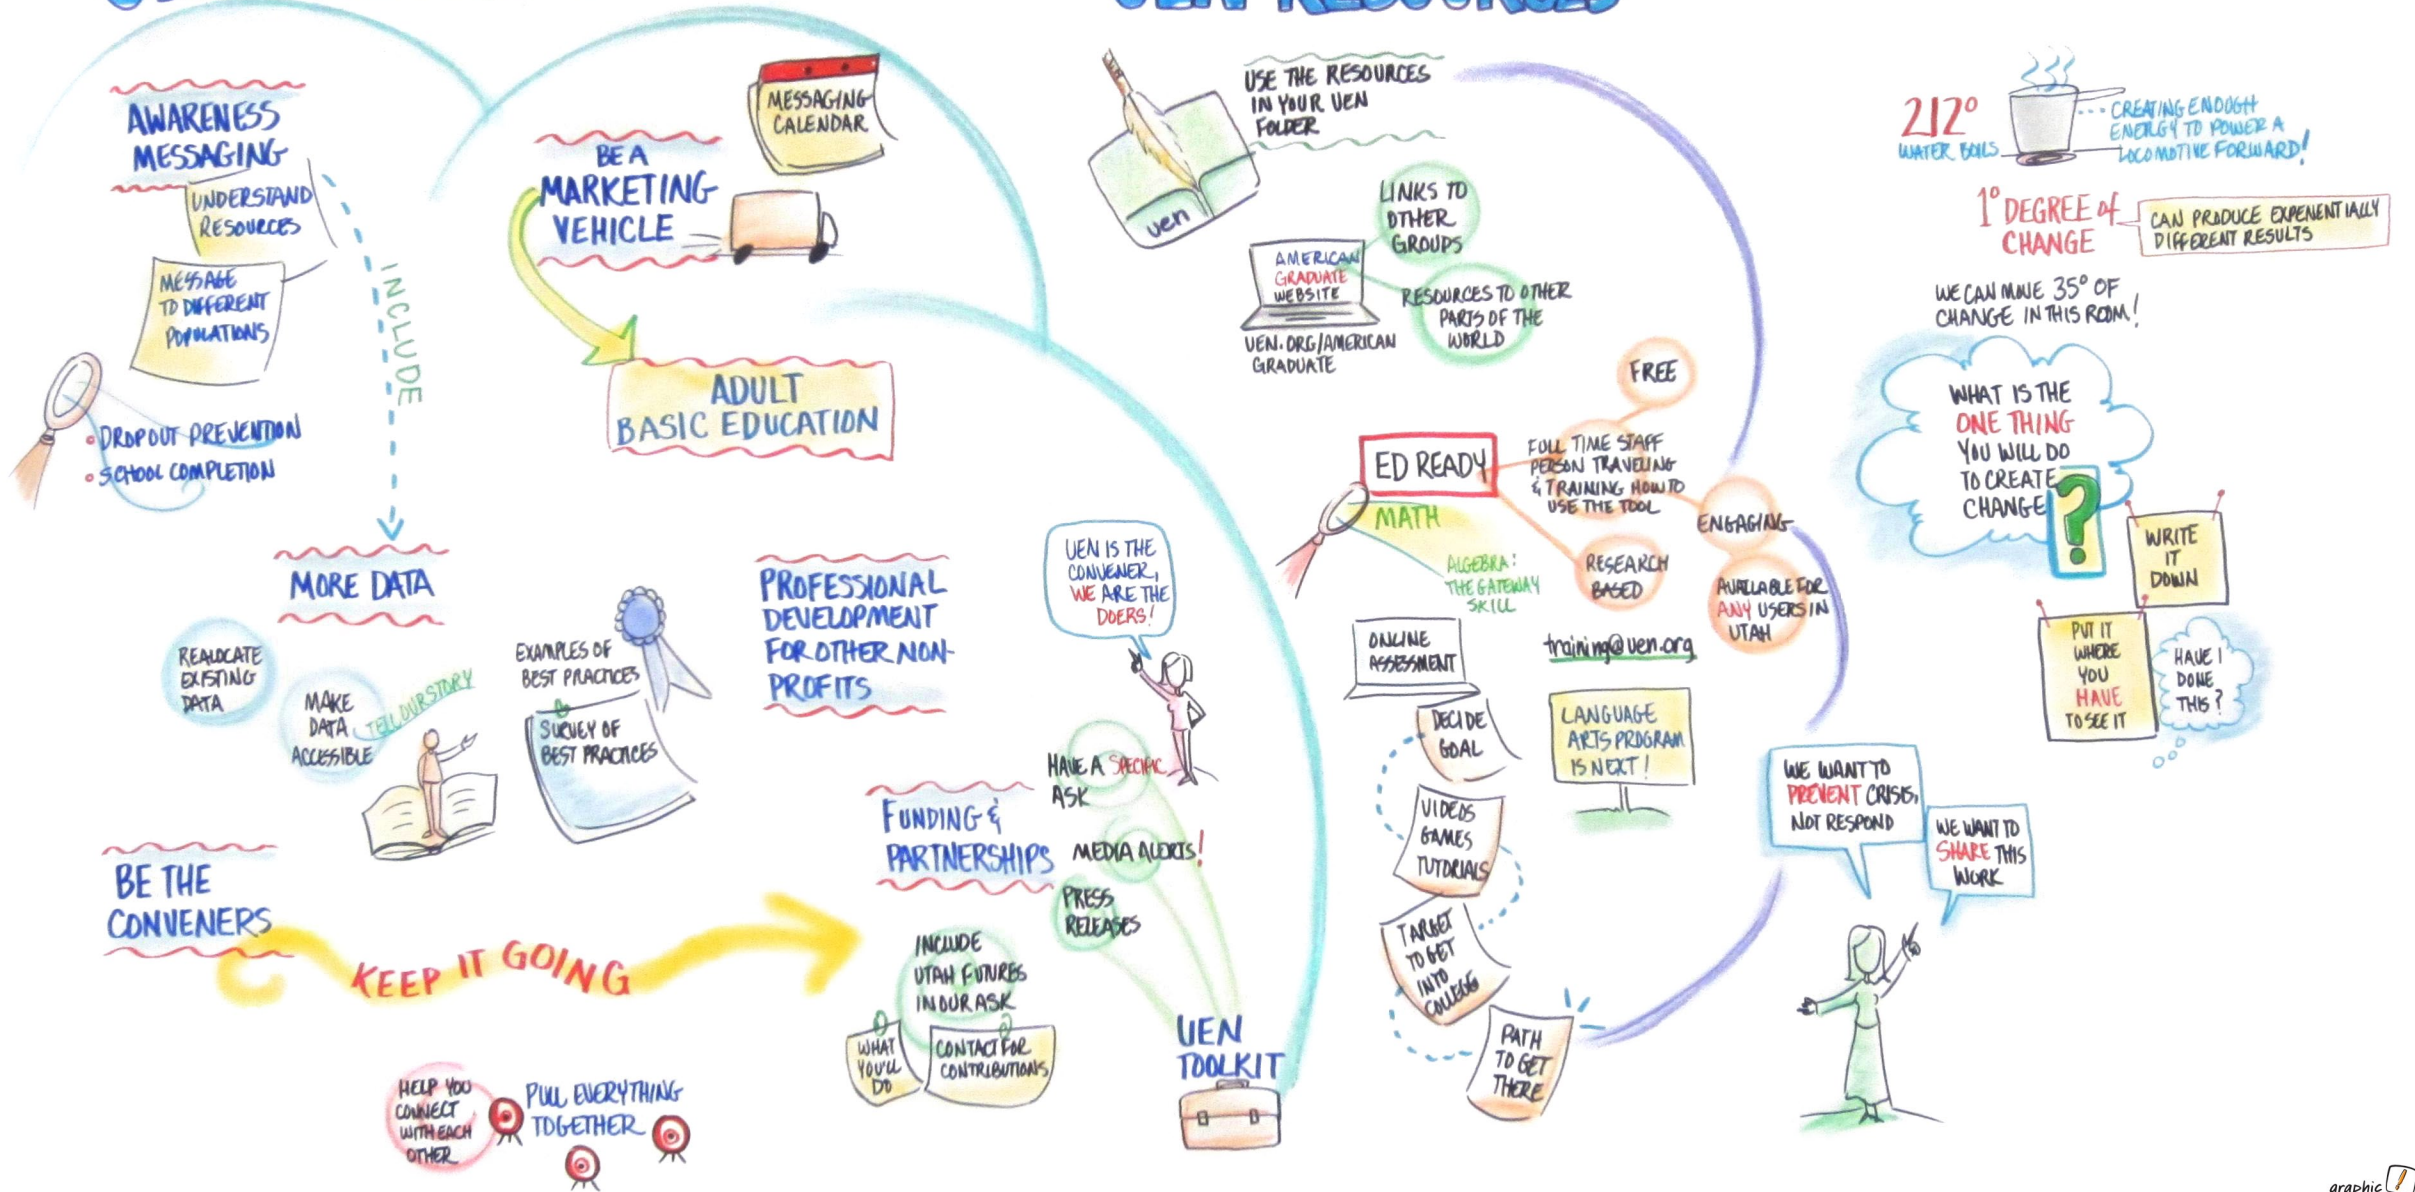 UEN RESOURCES
AWARENESS
MESSAGING
UNDERSTAND
RESOURCES
MESSAGE
TO DIFFERENT
POPULATIONS
DROPOUT PREVENTION
SCHOOL COMPLETION
INCLUDE
MORE DATA
REALOCATE
EXISTING
DATA
MAKE
DATA
ACCESSIBLE
TELL OUR STORY
EXAMPLES OF
BEST PRACTICES
SURVEY OF
BEST PRACTICES
BE THE
CONVENERS
KEEP IT GOING
HELP YOU
CONNECT
WITH EACH
OTHER
PULL EVERYTHING
TOGETHER
BE A
MARKETING
VEHICLE
MESSAGING
CALENDAR
ADULT
BASIC EDUCATION
PROFESSIONAL
DEVELOPMENT
FOR OTHER NON-
PROFITS
UEN IS THE
CONVENER,
WE ARE THE
DOERS!
FUNDING &
PARTNERSHIPS
HAVE A SPECIFIC
ASK
MEDIA ALERTS!
PRESS
RELEASES
INCLUDE
UTAH FUTURES
IN OUR ASK
WHAT
YOU'LL
DO
CONTACT FOR
CONTRIBUTIONS
UEN
TOOLKIT
USE THE RESOURCES
IN YOUR UEN
FOLDER
uen
LINKS TO
OTHER
GROUPS
AMERICAN
GRADUATE
WEBSITE
UEN.ORG/AMERICAN
GRADUATE
RESOURCES TO OTHER
PARTS OF THE
WORLD
ED READY
MATH
ALGEBRA:
THE GATEWAY
SKILL
FREE
FULL TIME STAFF
PERSON TRAVELING
& TRAINING HOW TO
USE THE TOOL
ENGAGING
RESEARCH
BASED
AVAILABLE FOR
ANY USERS IN
UTAH
ONLINE
ASSESSMENT
training@uen.org
DECIDE
GOAL
VIDEOS
GAMES
TUTORIALS
TARGET
TO GET
INTO
COLLEGE
PATH
TO GET
THERE
LANGUAGE
ARTS PROGRAM
IS NEXT!
212°
WATER BOILS
CREATING ENOUGH
ENERGY TO POWER A
LOCOMOTIVE FORWARD!
1° DEGREE of
CHANGE
CAN PRODUCE EXPENENTIALLY
DIFFERENT RESULTS
WE CAN MOVE 35° OF
CHANGE IN THIS ROOM!
WHAT IS THE
ONE THING
YOU WILL DO
TO CREATE
CHANGE
?
WRITE
IT
DOWN
PUT IT
WHERE
YOU
HAVE
TO SEE IT
HAVE I
DONE
THIS?
WE WANT TO
PREVENT CRISIS,
NOT RESPOND
WE WANT TO
SHARE THIS
WORK
graphic